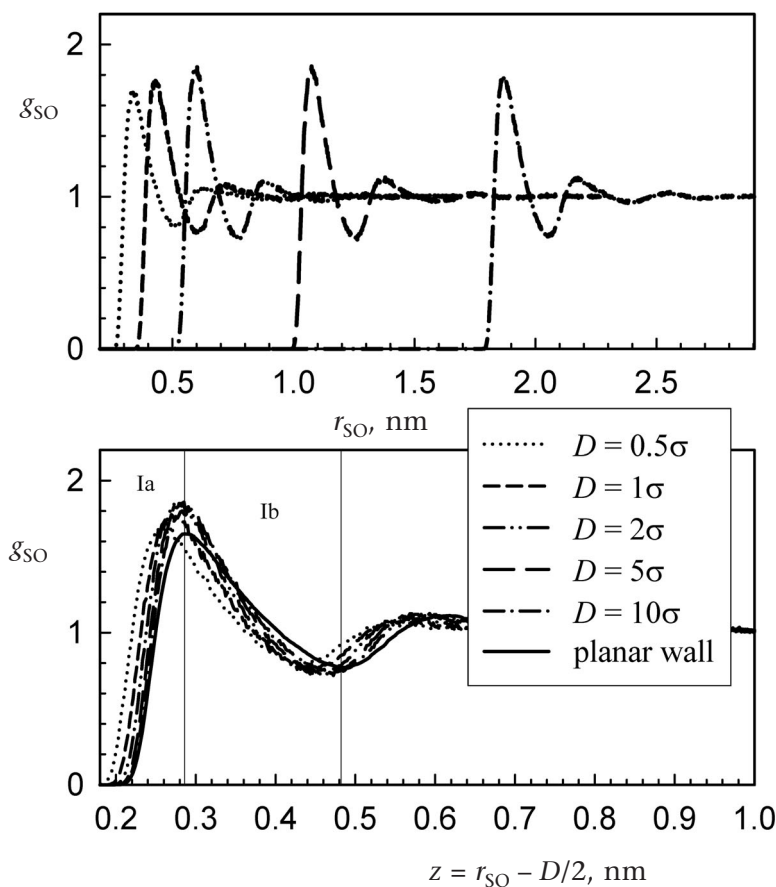 2
g_SO
1
0
0.5 1.0 1.5 2.0 2.5
r_SO, nm
D = 0.5σ
D = 1σ
D = 2σ
D = 5σ
D = 10σ
planar wall
2
Ia
Ib
g_SO
1
0
0.2 0.3 0.4 0.5 0.6 0.7 0.8 0.9 1.0
z = r_SO – D/2, nm